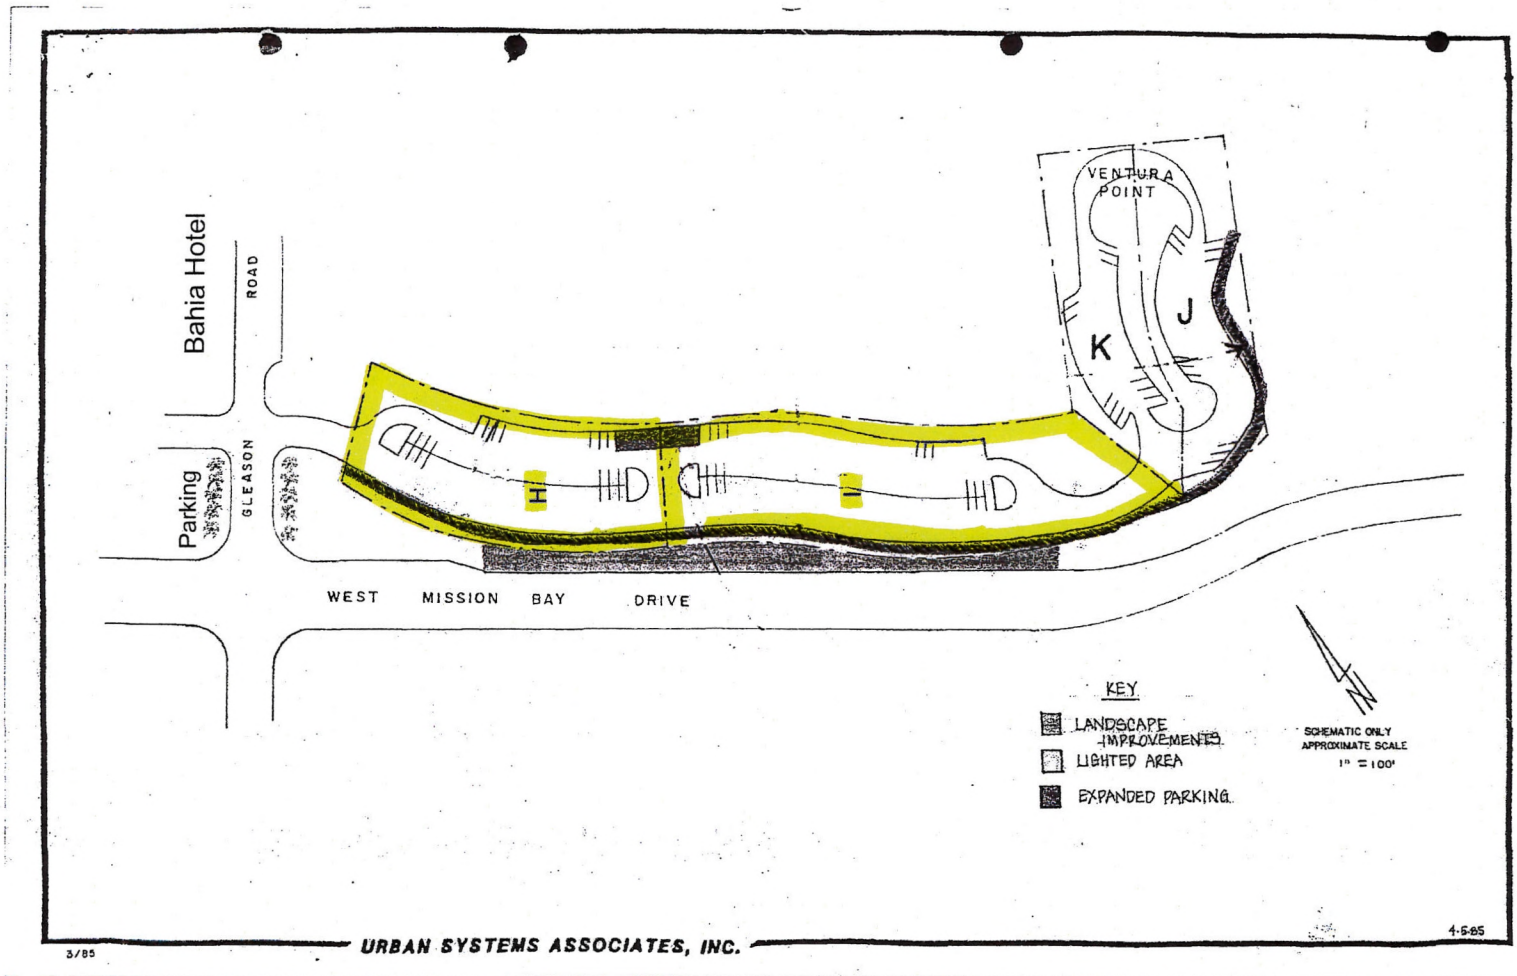 VENTURA
POINT
Bahia Hotel
ROAD
GLEASON
Parking
K
J
H
I
WEST MISSION BAY DRIVE
KEY
LANDSCAPE
IMPROVEMENTS
LIGHTED AREA
EXPANDED PARKING
N
SCHEMATIC ONLY
APPROXIMATE SCALE
1" = 100'
3/85
URBAN SYSTEMS ASSOCIATES, INC.
4-5-85